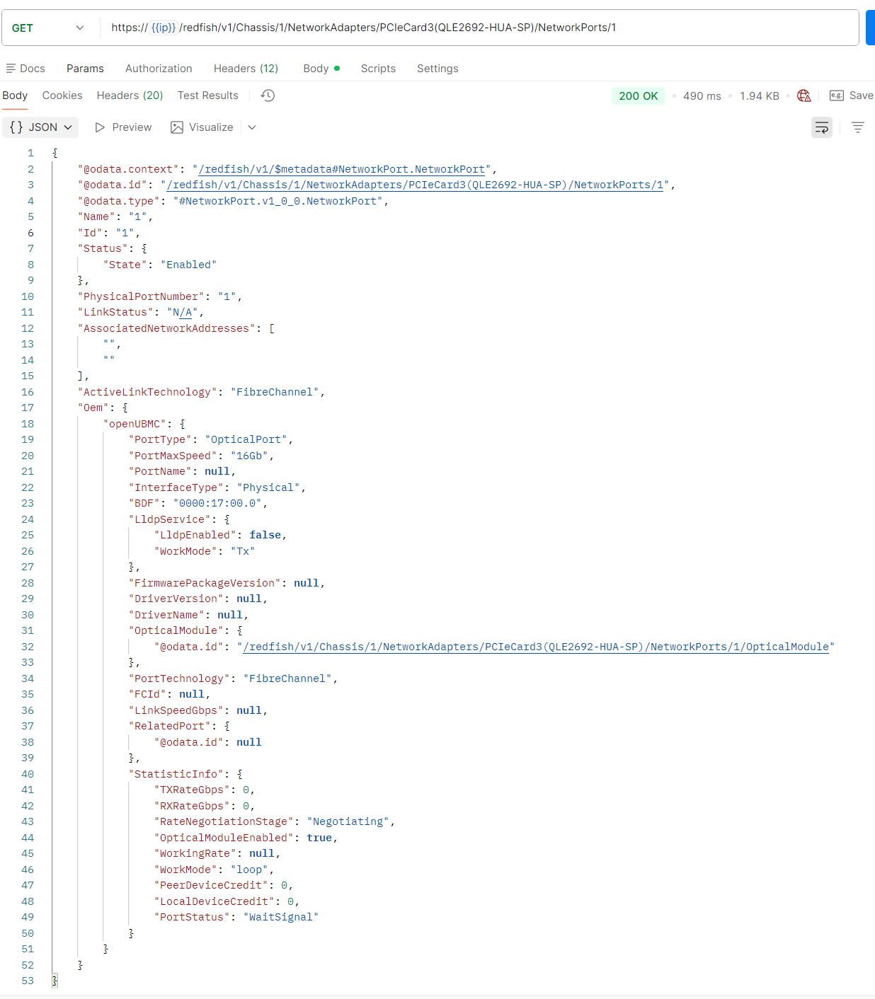 GET https:// {{ip}} /redfish/v1/Chassis/1/NetworkAdapters/PCIeCard3(QLE2692-HUA-SP)/NetworkPorts/1
Docs Params Authorization Headers (12) Body Scripts Settings
Body Cookies Headers (20) Test Results 200 OK 490 ms 1.94 KB e.g. Save
{} JSON Preview Visualize
1 {
2 "@odata.context": "/redfish/v1/$metadata#NetworkPort.NetworkPort",
3 "@odata.id": "/redfish/v1/Chassis/1/NetworkAdapters/PCIeCard3(QLE2692-HUA-SP)/NetworkPorts/1",
4 "@odata.type": "#NetworkPort.v1_0_0.NetworkPort",
5 "Name": "1",
6 "Id": "1",
7 "Status": {
8 "State": "Enabled"
9 },
10 "PhysicalPortNumber": "1",
11 "LinkStatus": "N/A",
12 "AssociatedNetworkAddresses": [
13 "",
14 ""
15 ],
16 "ActiveLinkTechnology": "FibreChannel",
17 "Oem": {
18 "openUBMC": {
19 "PortType": "OpticalPort",
20 "PortMaxSpeed": "16Gb",
21 "PortName": null,
22 "InterfaceType": "Physical",
23 "BDF": "0000:17:00.0",
24 "LldpService": {
25 "LldpEnabled": false,
26 "WorkMode": "Tx"
27 },
28 "FirmwarePackageVersion": null,
29 "DriverVersion": null,
30 "DriverName": null,
31 "OpticalModule": {
32 "@odata.id": "/redfish/v1/Chassis/1/NetworkAdapters/PCIeCard3(QLE2692-HUA-SP)/NetworkPorts/1/OpticalModule"
33 },
34 "PortTechnology": "FibreChannel",
35 "FCId": null,
36 "LinkSpeedGbps": null,
37 "RelatedPort": {
38 "@odata.id": null
39 },
40 "StatisticInfo": {
41 "TXRateGbps": 0,
42 "RXRateGbps": 0,
43 "RateNegotiationStage": "Negotiating",
44 "OpticalModuleEnabled": true,
45 "WorkingRate": null,
46 "WorkMode": "loop",
47 "PeerDeviceCredit": 0,
48 "LocalDeviceCredit": 0,
49 "PortStatus": "WaitSignal"
50 }
51 }
52 }
53 }